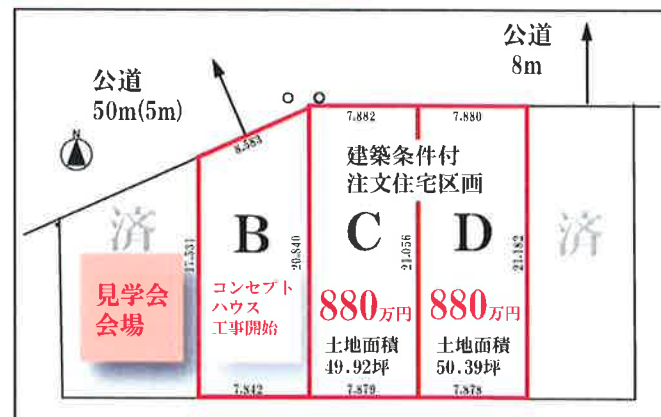 公道
50m(5m)
公道
8m
N
8.583
7.882
7.880
建築条件付
注文住宅区画
済
B
C
D
済
17.531
20.840
21.056
21.182
見学会
会場
コンセプト
ハウス
工事開始
880万円
880万円
土地面積
49.92坪
土地面積
50.39坪
7.842
7.879
7.878